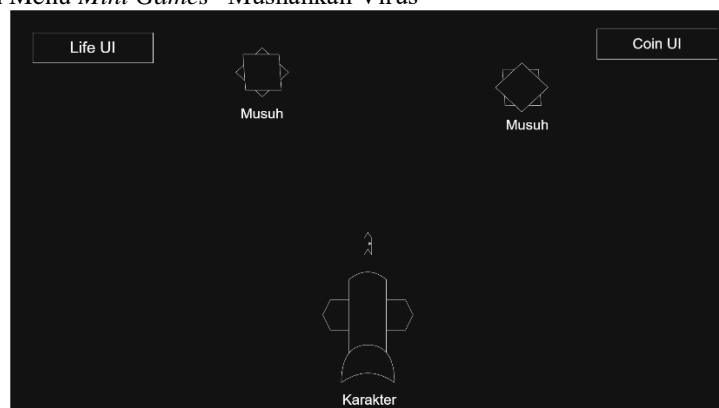 Menu Mini Games "Musnahkan Virus"
Life UI
Coin UI
Musuh
Musuh
Karakter